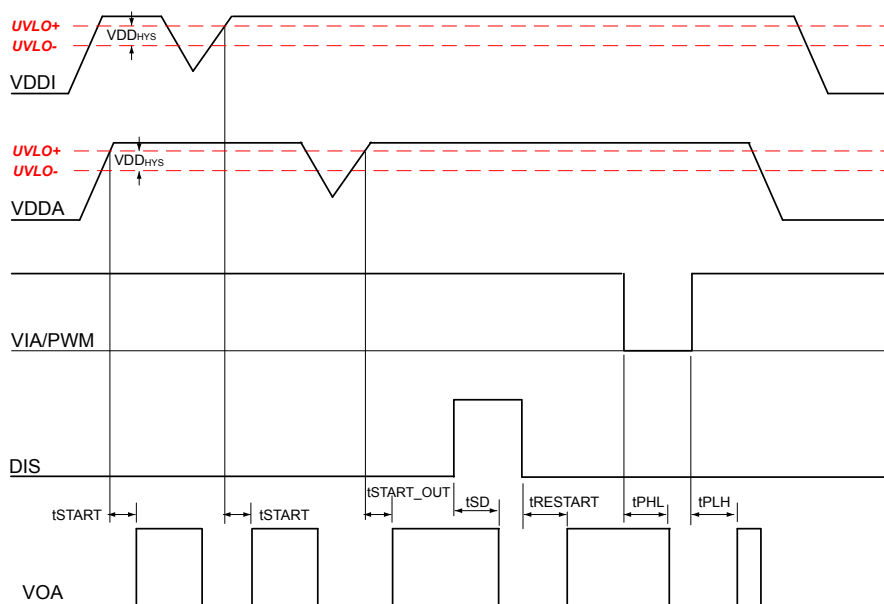 UVLO+
VDDHYS
UVLO-
VDDI
UVLO+
VDDHYS
UVLO-
VDDA
VIA/PWM
DIS
tSTART
tSTART
tSTART_OUT
tSD
tRESTART
tPHL
tPLH
VOA